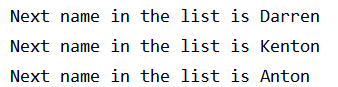 Next name in the list is Darren
Next name in the list is Kenton
Next name in the list is Anton